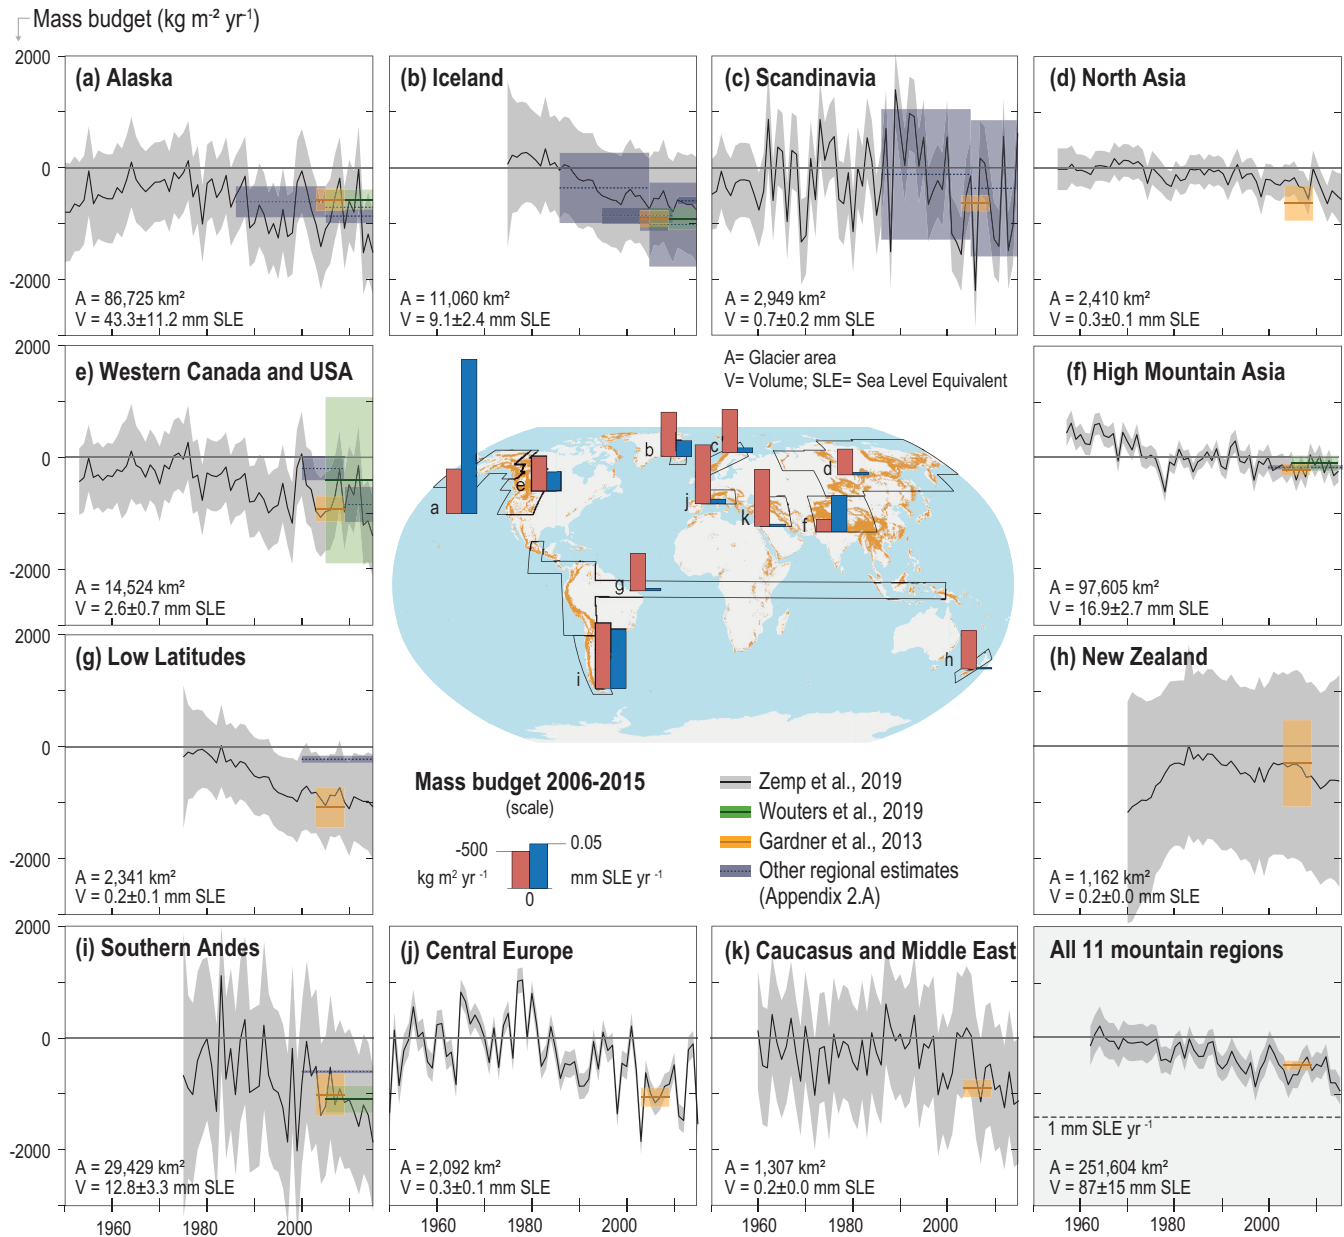 Mass budget (kg m-² yr-¹)
2000
0
-2000
(a) Alaska
A = 86,725 km²
V = 43.3±11.2 mm SLE
(b) Iceland
A = 11,060 km²
V = 9.1±2.4 mm SLE
(c) Scandinavia
A = 2,949 km²
V = 0.7±0.2 mm SLE
(d) North Asia
A = 2,410 km²
V = 0.3±0.1 mm SLE
2000
0
-2000
e) Western Canada and USA
A = 14,524 km²
V = 2.6±0.7 mm SLE
A= Glacier area
V= Volume; SLE= Sea Level Equivalent
a
b
c
d
e
f
g
h
i
j
k
(f) High Mountain Asia
A = 97,605 km²
V = 16.9±2.7 mm SLE
2000
0
-2000
(g) Low Latitudes
A = 2,341 km²
V = 0.2±0.1 mm SLE
Mass budget 2006-2015
(scale)
-500
0.05
kg m² yr -¹
mm SLE yr -¹
0
Zemp et al., 2019
Wouters et al., 2019
Gardner et al., 2013
Other regional estimates
(Appendix 2.A)
(h) New Zealand
A = 1,162 km²
V = 0.2±0.0 mm SLE
2000
0
-2000
(i) Southern Andes
A = 29,429 km²
V = 12.8±3.3 mm SLE
1960 1980 2000
(j) Central Europe
A = 2,092 km²
V = 0.3±0.1 mm SLE
1960 1980 2000
(k) Caucasus and Middle East
A = 1,307 km²
V = 0.2±0.0 mm SLE
1960 1980 2000
All 11 mountain regions
1 mm SLE yr -¹
A = 251,604 km²
V = 87±15 mm SLE
1960 1980 2000